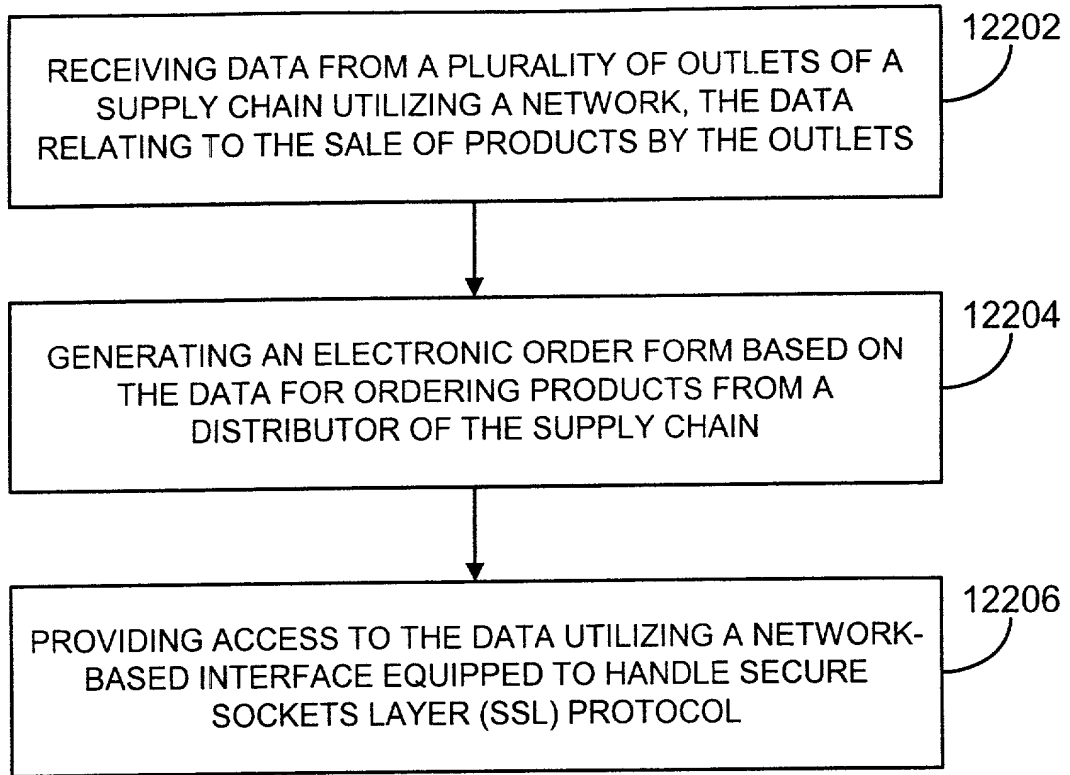 12202
RECEIVING DATA FROM A PLURALITY OF OUTLETS OF A
SUPPLY CHAIN UTILIZING A NETWORK, THE DATA
RELATING TO THE SALE OF PRODUCTS BY THE OUTLETS
12204
GENERATING AN ELECTRONIC ORDER FORM BASED ON
THE DATA FOR ORDERING PRODUCTS FROM A
DISTRIBUTOR OF THE SUPPLY CHAIN
12206
PROVIDING ACCESS TO THE DATA UTILIZING A NETWORK-
BASED INTERFACE EQUIPPED TO HANDLE SECURE
SOCKETS LAYER (SSL) PROTOCOL